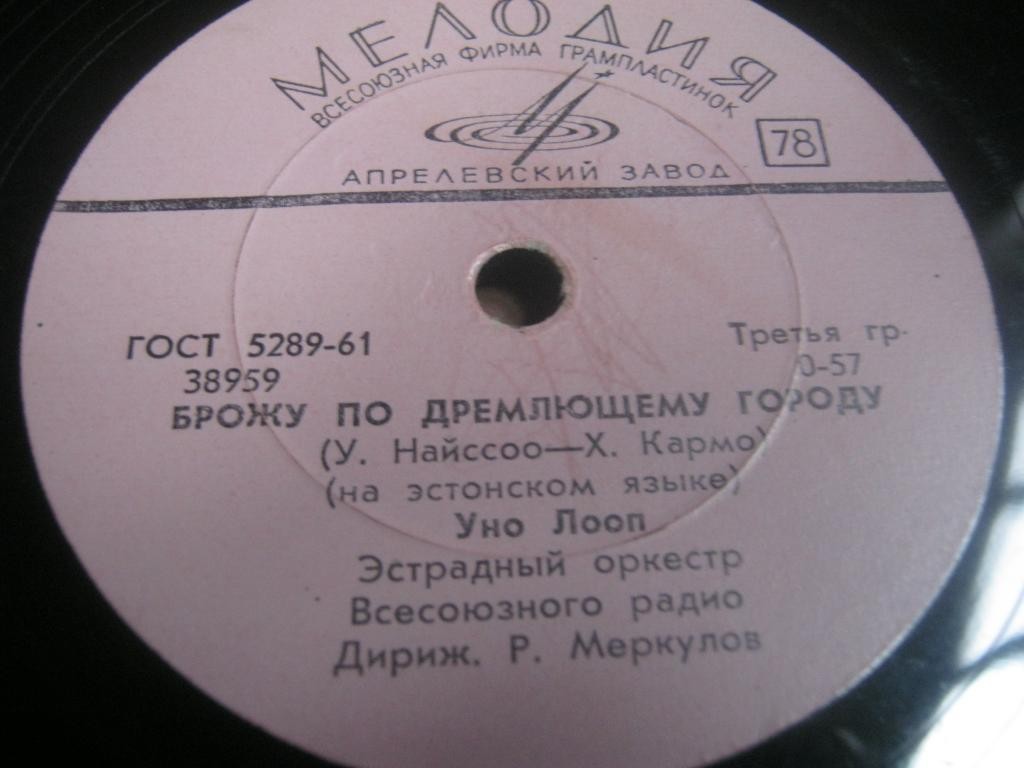 МЕЛОДИЯ
ВСЕСОЮЗНАЯ ФИРМА ГРАМПЛАСТИНОК
78
АПРЕЛЕВСКИЙ ЗАВОД
ГОСТ 5289-61 Третья гр.
38959 0-57
БРОЖУ ПО ДРЕМЛЮЩЕМУ ГОРОДУ
(У. Найссоо—Х. Кармо)
(на эстонском языке)
Уно Лооп
Эстрадный оркестр
Всесоюзного радио
Дириж. Р. Меркулов